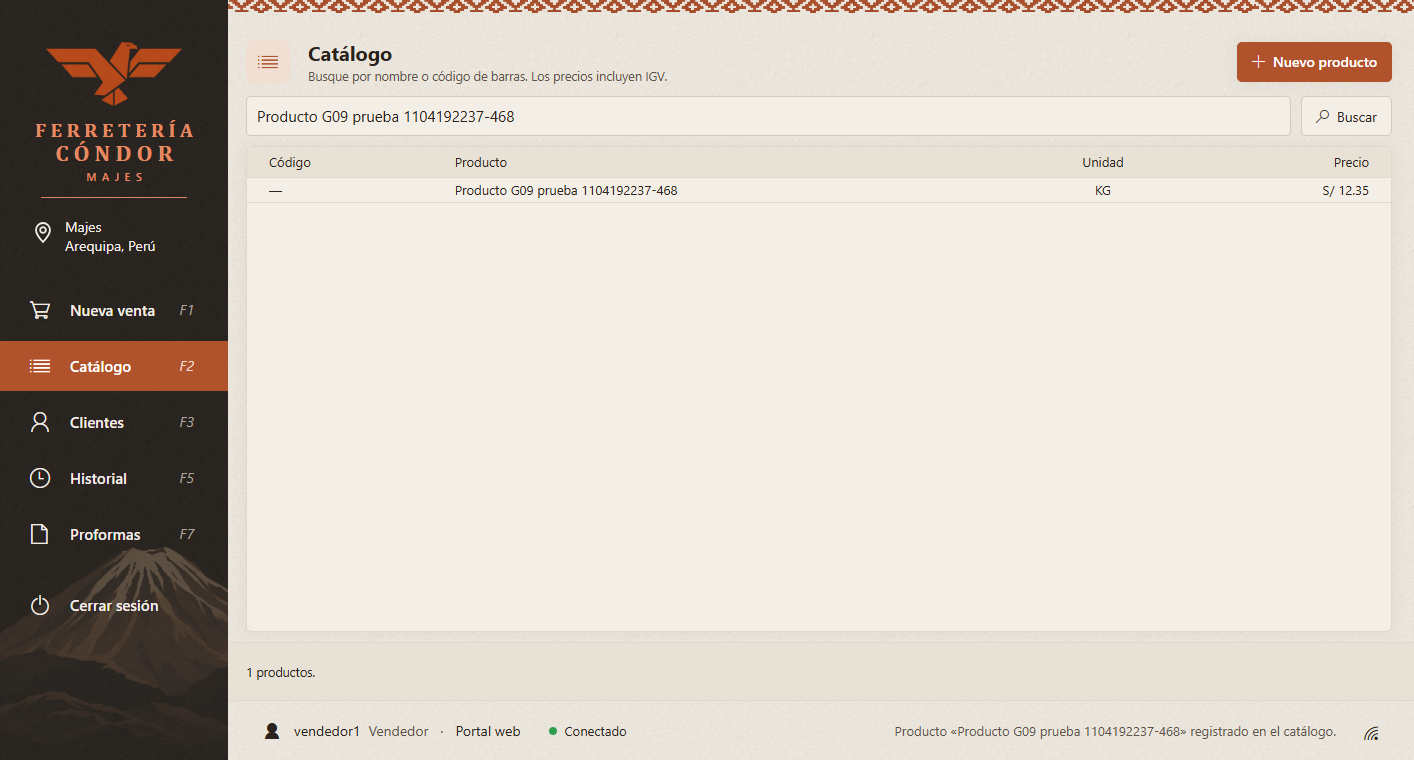 FERRETERÍA
CÓNDOR
MAJES
Majes
Arequipa, Perú
Nueva venta F1
Catálogo F2
Clientes F3
Historial F5
Proformas F7
Cerrar sesión
Catálogo
Busque por nombre o código de barras. Los precios incluyen IGV.
Nuevo producto
Producto G09 prueba 1104192237-468
Buscar
Código Producto Unidad Precio
— Producto G09 prueba 1104192237-468 KG S/ 12.35
1 productos.
vendedor1 Vendedor · Portal web Conectado
Producto «Producto G09 prueba 1104192237-468» registrado en el catálogo.